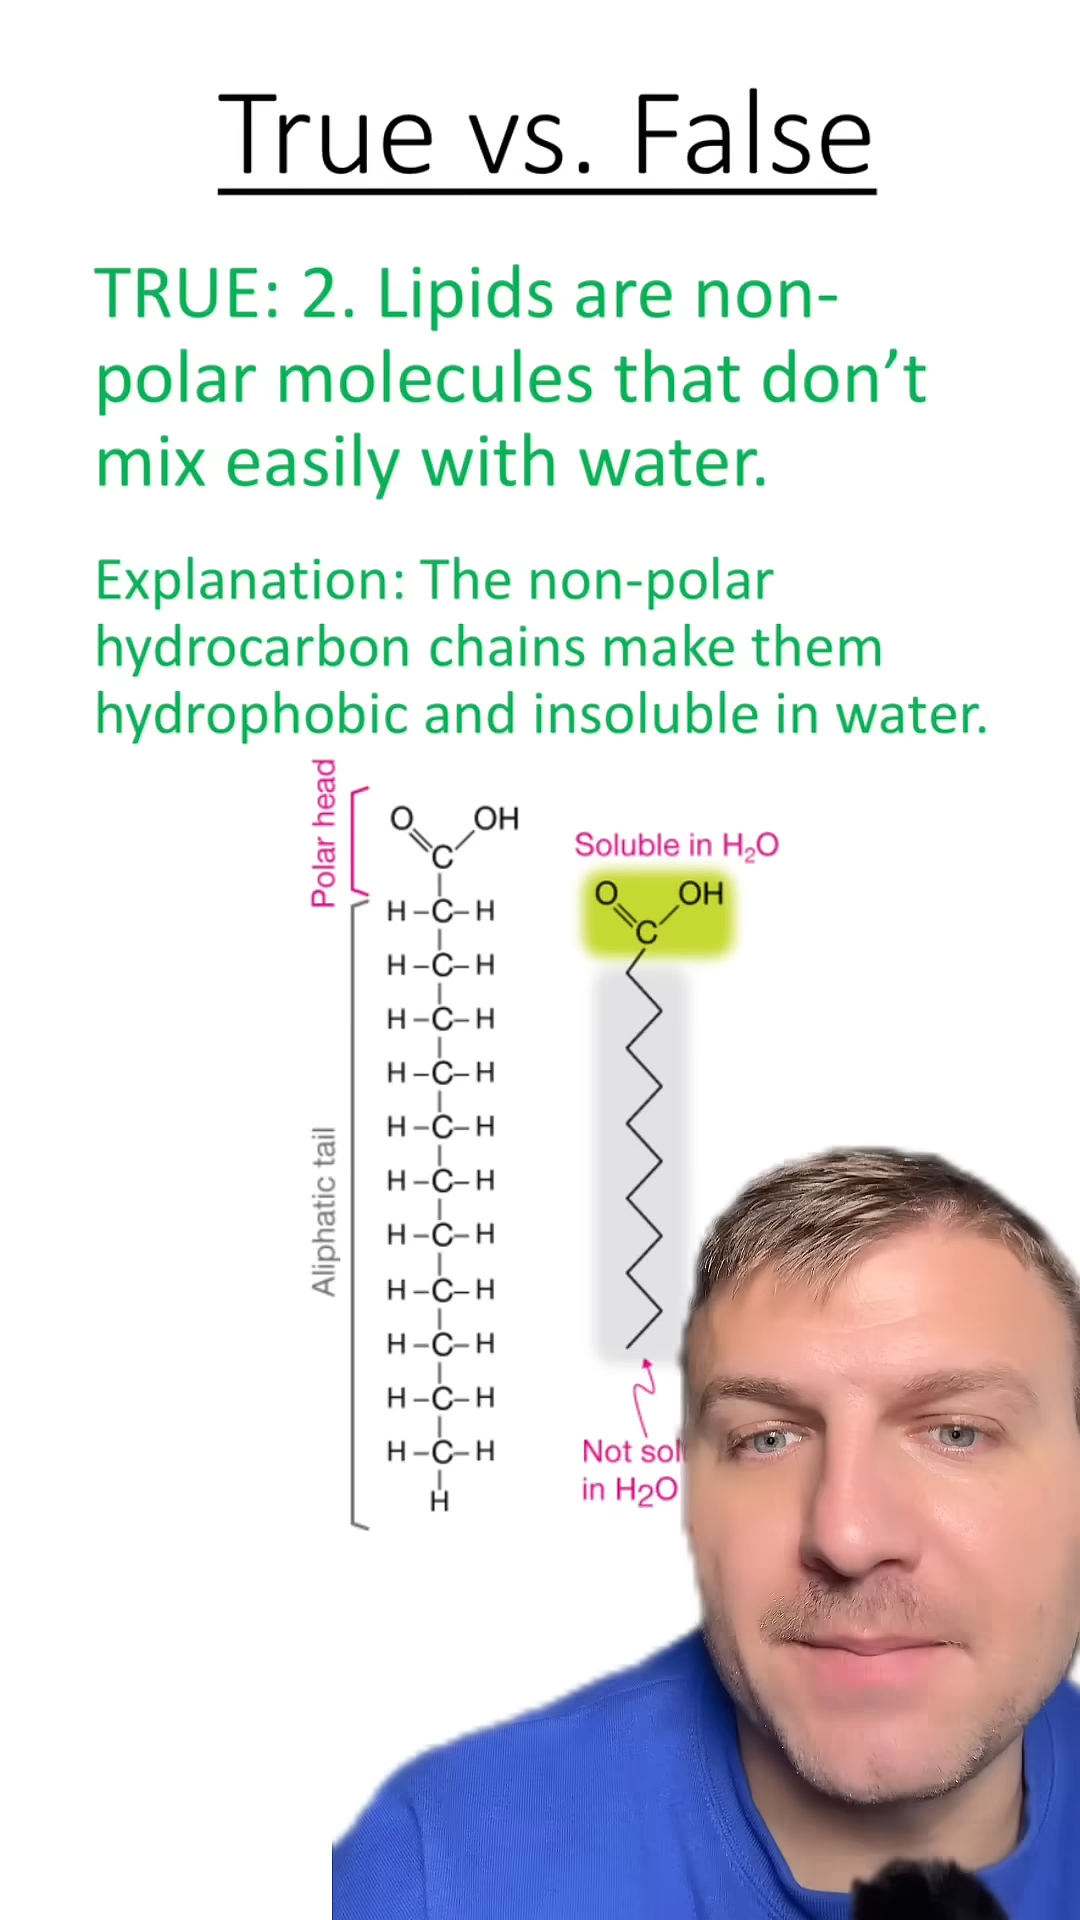 True vs. False
TRUE: 2. Lipids are non-
polar molecules that don’t
mix easily with water.
Explanation: The non-polar
hydrocarbon chains make them
hydrophobic and insoluble in water.
Polar head
O OH
C
H-C-H
H-C-H
H-C-H
H-C-H
H-C-H
H-C-H
H-C-H
H-C-H
H-C-H
H-C-H
H-C-H
H
Aliphatic tail
Soluble in H₂O
O OH
C
Not sol
in H2O